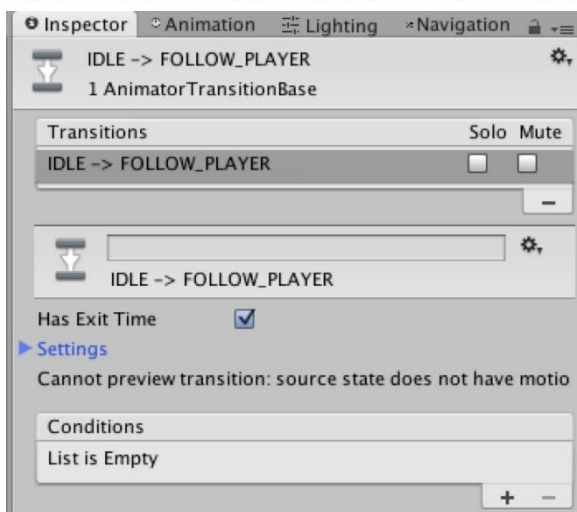 Inspector Animation Lighting Navigation
IDLE -> FOLLOW_PLAYER
1 AnimatorTransitionBase
Transitions Solo Mute
IDLE -> FOLLOW_PLAYER
IDLE -> FOLLOW_PLAYER
Has Exit Time
Settings
Cannot preview transition: source state does not have motio
Conditions
List is Empty